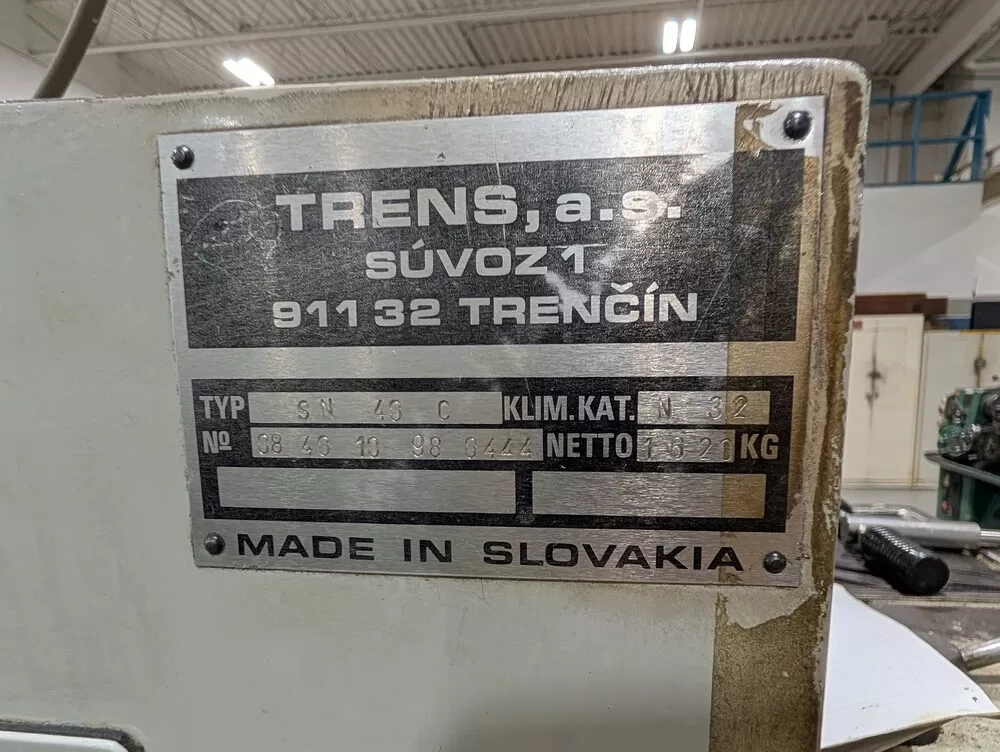 TRENS, a.s.
SÚVOZ 1
911 32 TRENČÍN
TYP SN 40 C KLIM. KAT. N 32
Nº 08 40 10 98 0444 NETTO 1620 KG
MADE IN SLOVAKIA